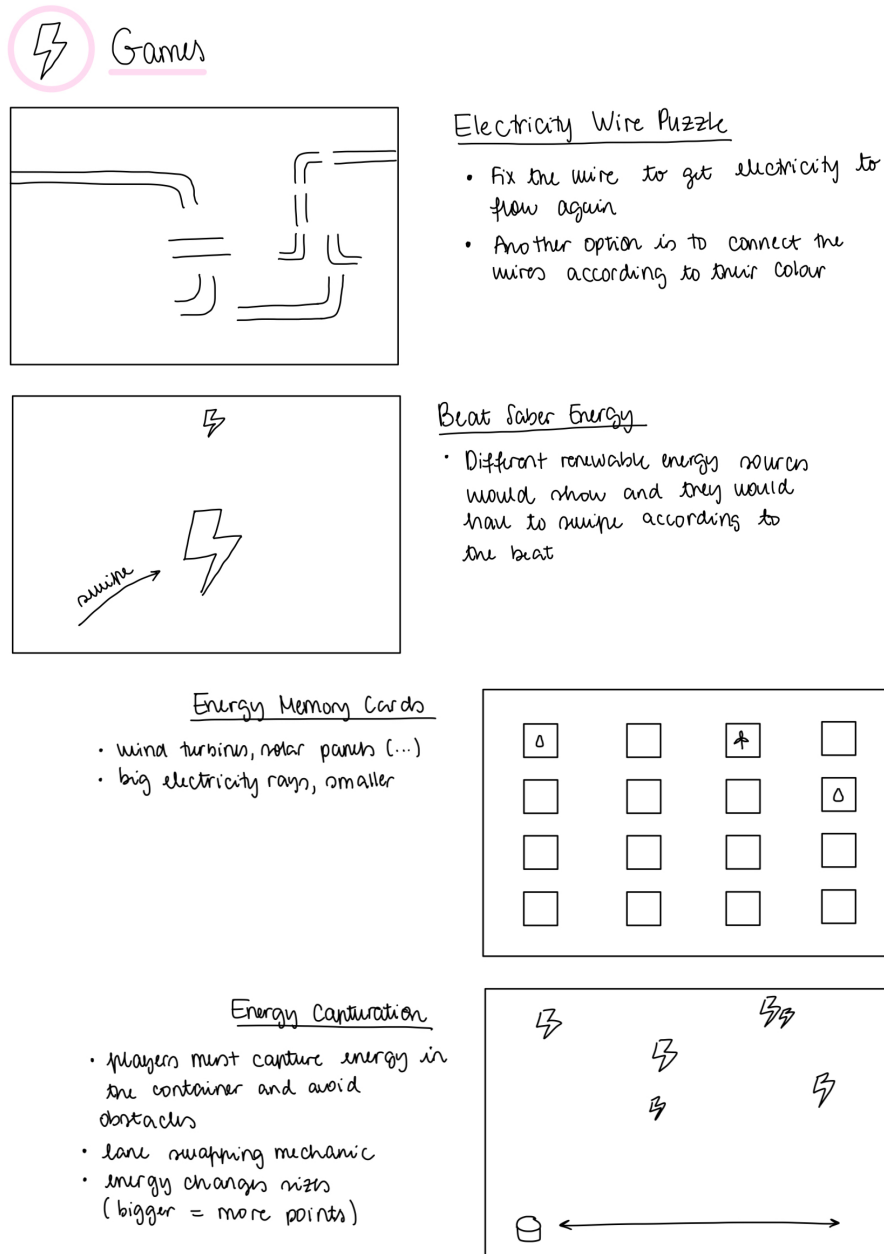 Games
Electricity Wire Puzzle
• Fix the wire to get electricity to
flow again
• Another option is to connect the
wires according to their colour
Beat Saber Energy
• Different renewable energy sources
would show and they would
have to swipe according to
the beat
swipe
Energy Memory Cards
• wind turbines, solar panels (...)
• big electricity rays, smaller
Energy Capturation
• players must capture energy in
the container and avoid
obstacles
• lane swapping mechanic
• energy changes sizes
(bigger = more points)